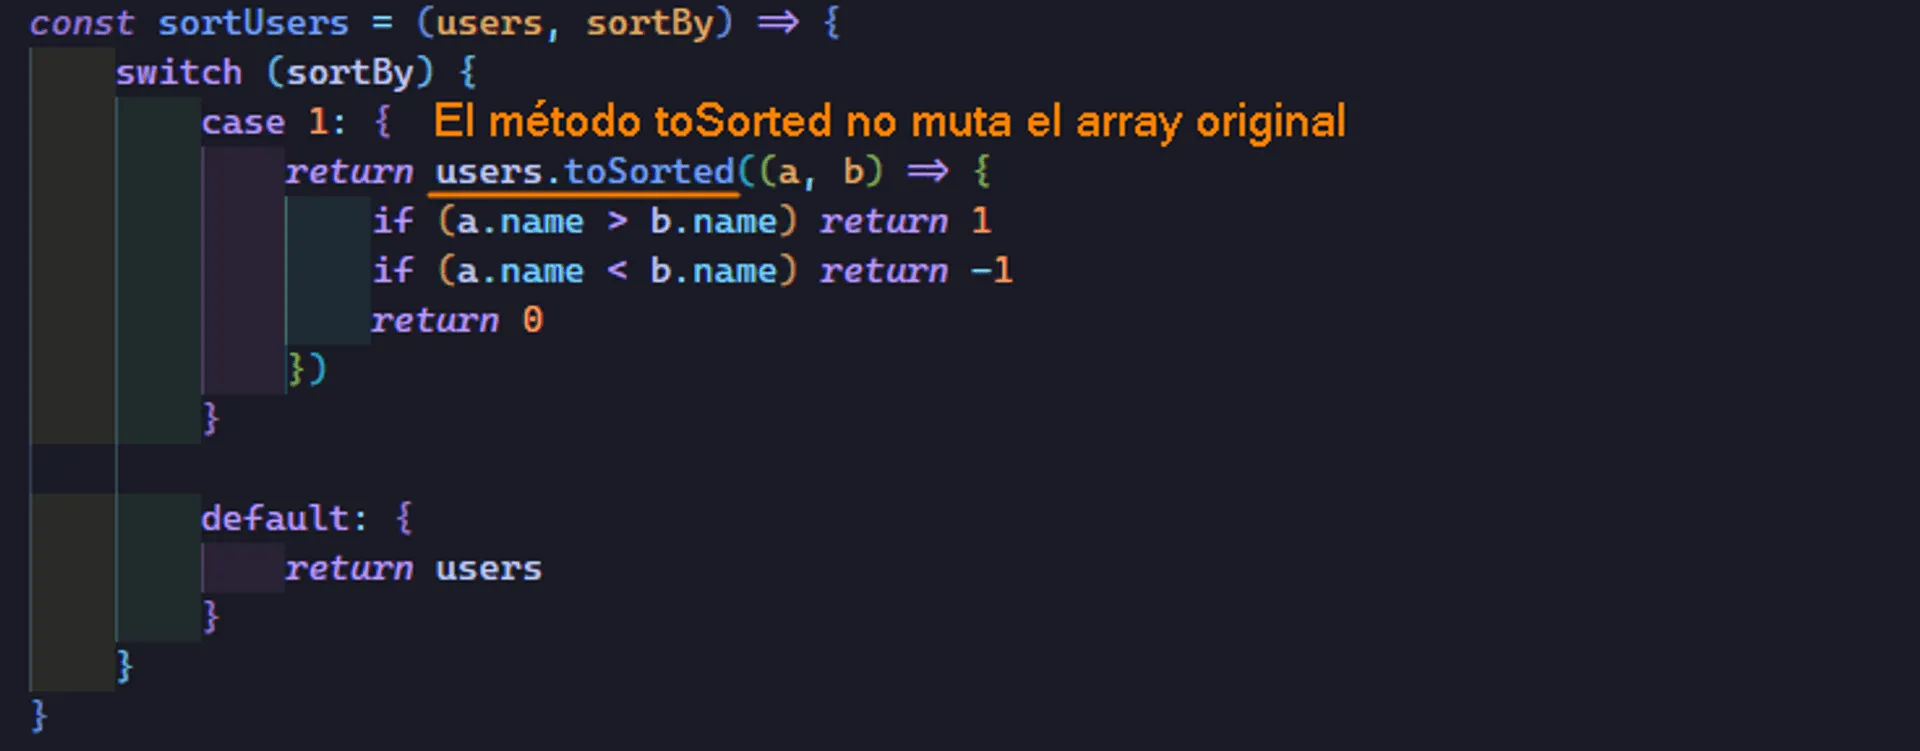 const sortUsers = (users, sortBy) => {
switch (sortBy) {
case 1: { El método toSorted no muta el array original
return users.toSorted((a, b) => {
if (a.name > b.name) return 1
if (a.name < b.name) return -1
return 0
})
}
default: {
return users
}
}
}